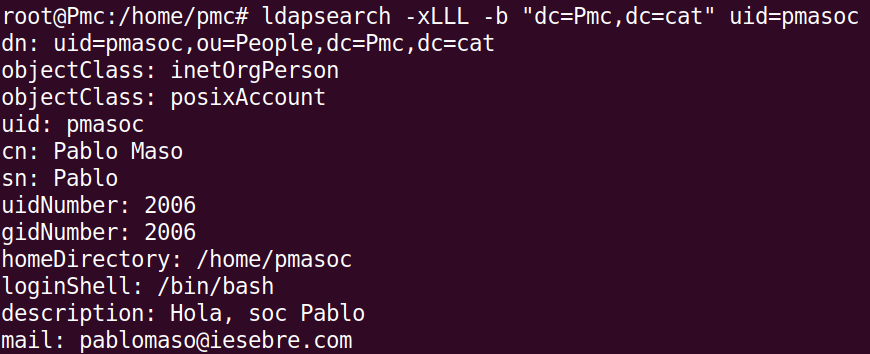 root@Pmc:/home/pmc# ldapsearch -xLLL -b "dc=Pmc,dc=cat" uid=pmasoc
dn: uid=pmasoc,ou=People,dc=Pmc,dc=cat
objectClass: inetOrgPerson
objectClass: posixAccount
uid: pmasoc
cn: Pablo Maso
sn: Pablo
uidNumber: 2006
gidNumber: 2006
homeDirectory: /home/pmasoc
loginShell: /bin/bash
description: Hola, soc Pablo
mail: pablomaso@iesebre.com